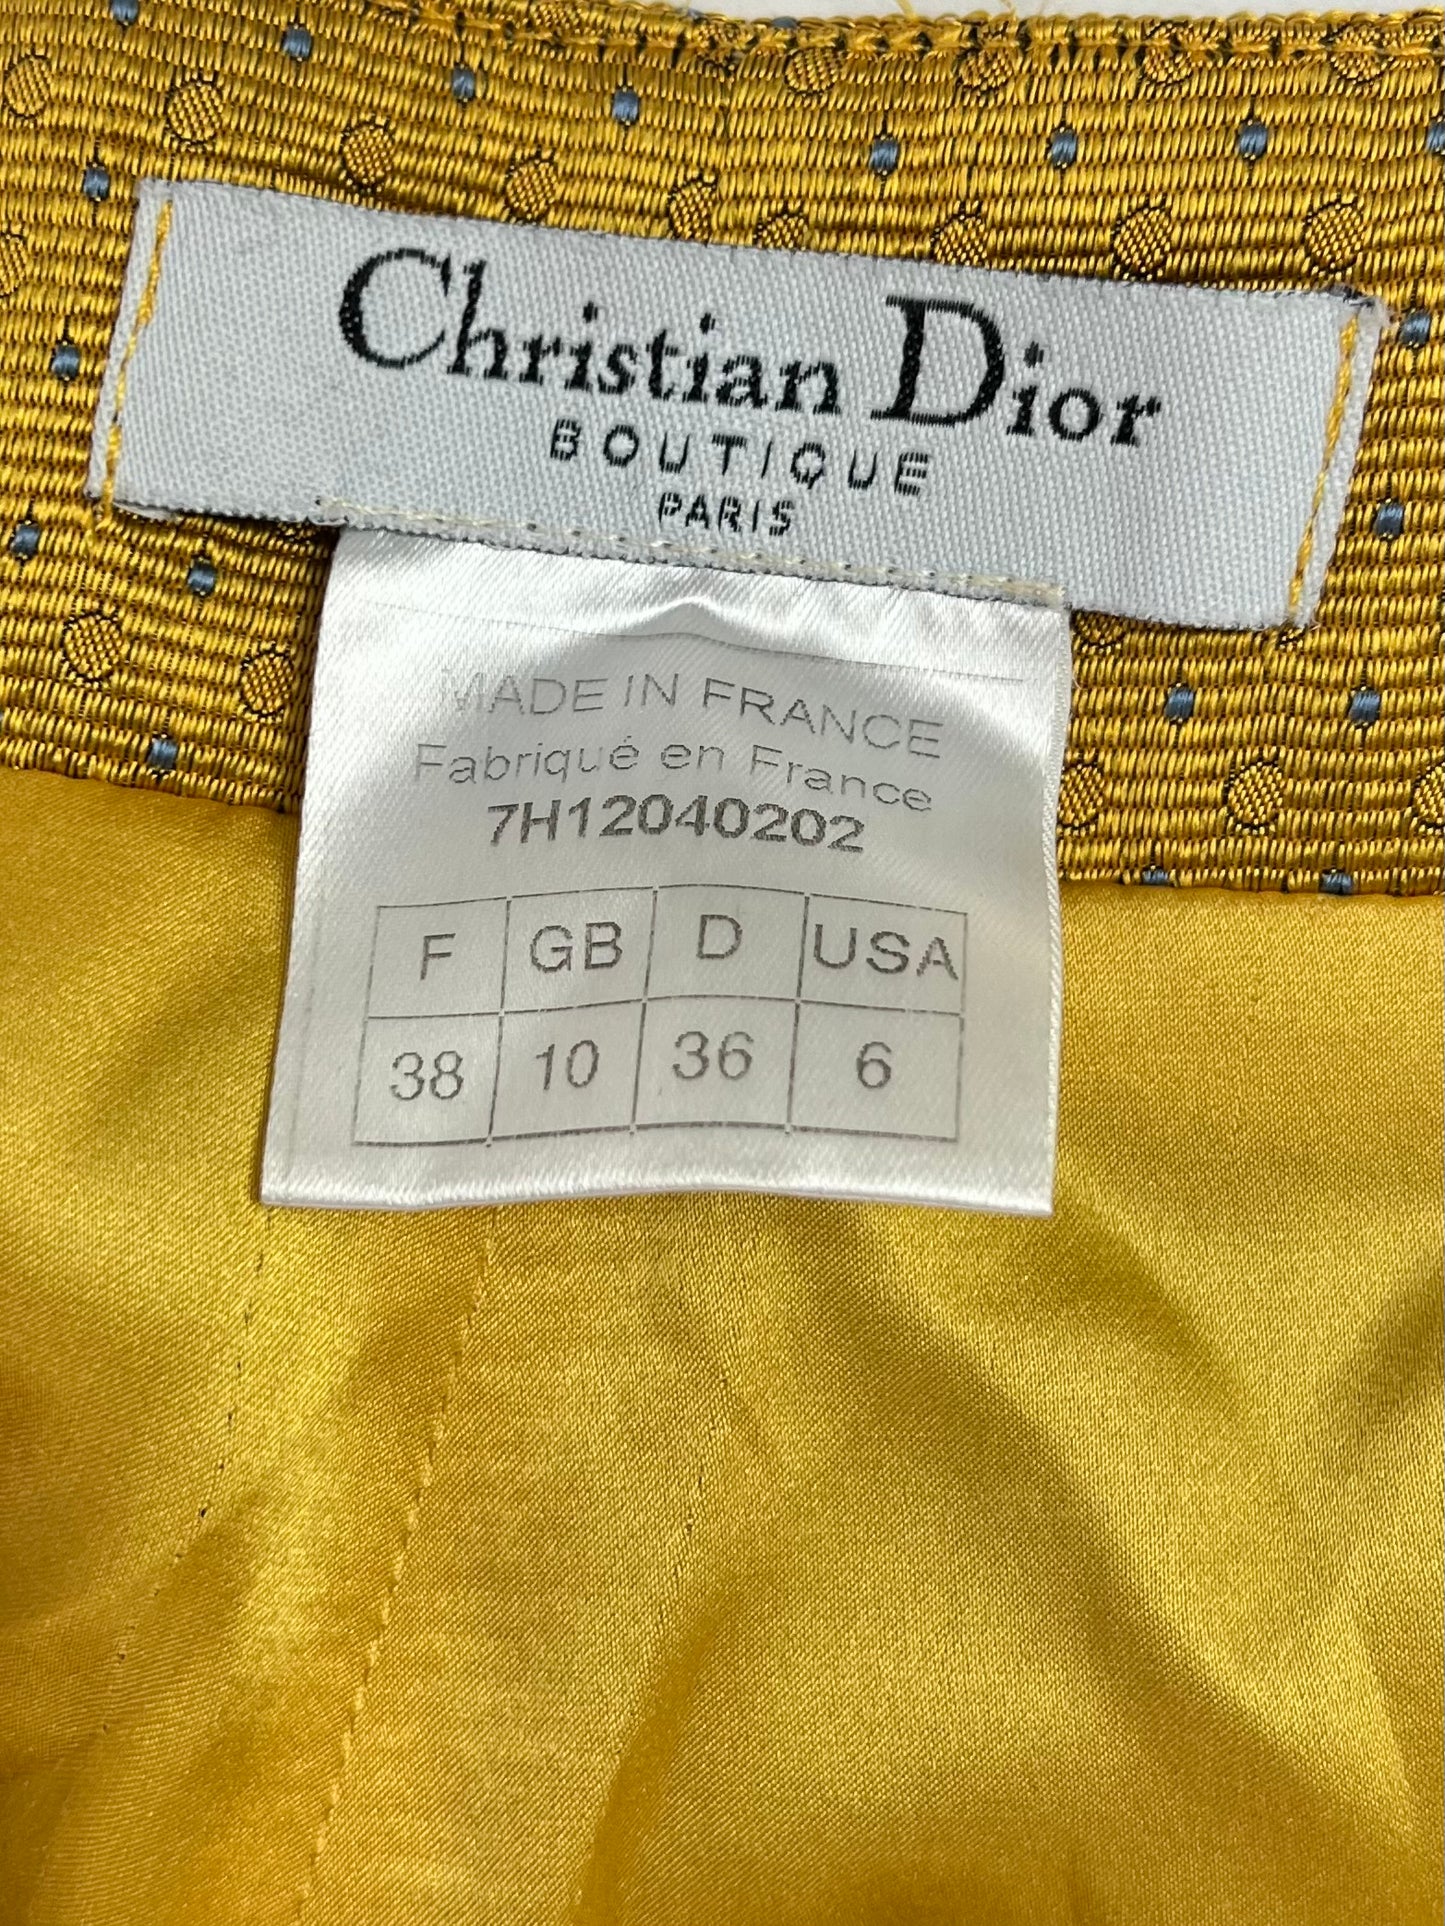 Christian Dior
BOUTIQUE
PARIS
MADE IN FRANCE
Fabriqué en France
7H12040202
F GB D USA
38 10 36 6